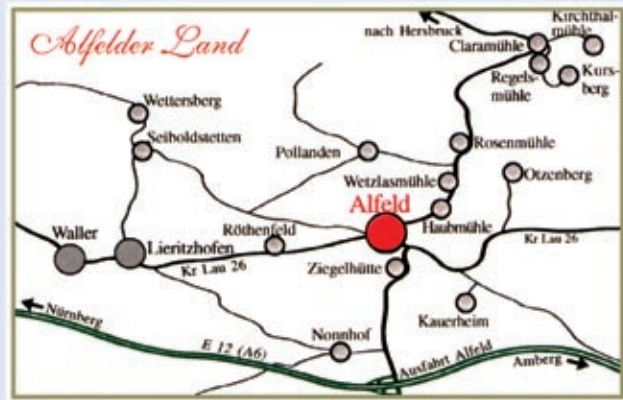 Alfelder Land
nach Hersbruck
Kirchthal-
mühle
Claramühle
Regels-
mühle
Kurs-
berg
Wettersberg
Seiboldstetten
Pollanden
Rosenmühle
Wetzlasmühle
Otzenberg
Alfeld
Haubmühle
Waller
Lieritzhofen
Röthenfeld
Kr Lau 26
Kr Lau 26
Ziegelhütte
Kauerheim
Nürnberg
Nonnhof
E 12 (A6)
Ausfahrt Alfeld
Amberg